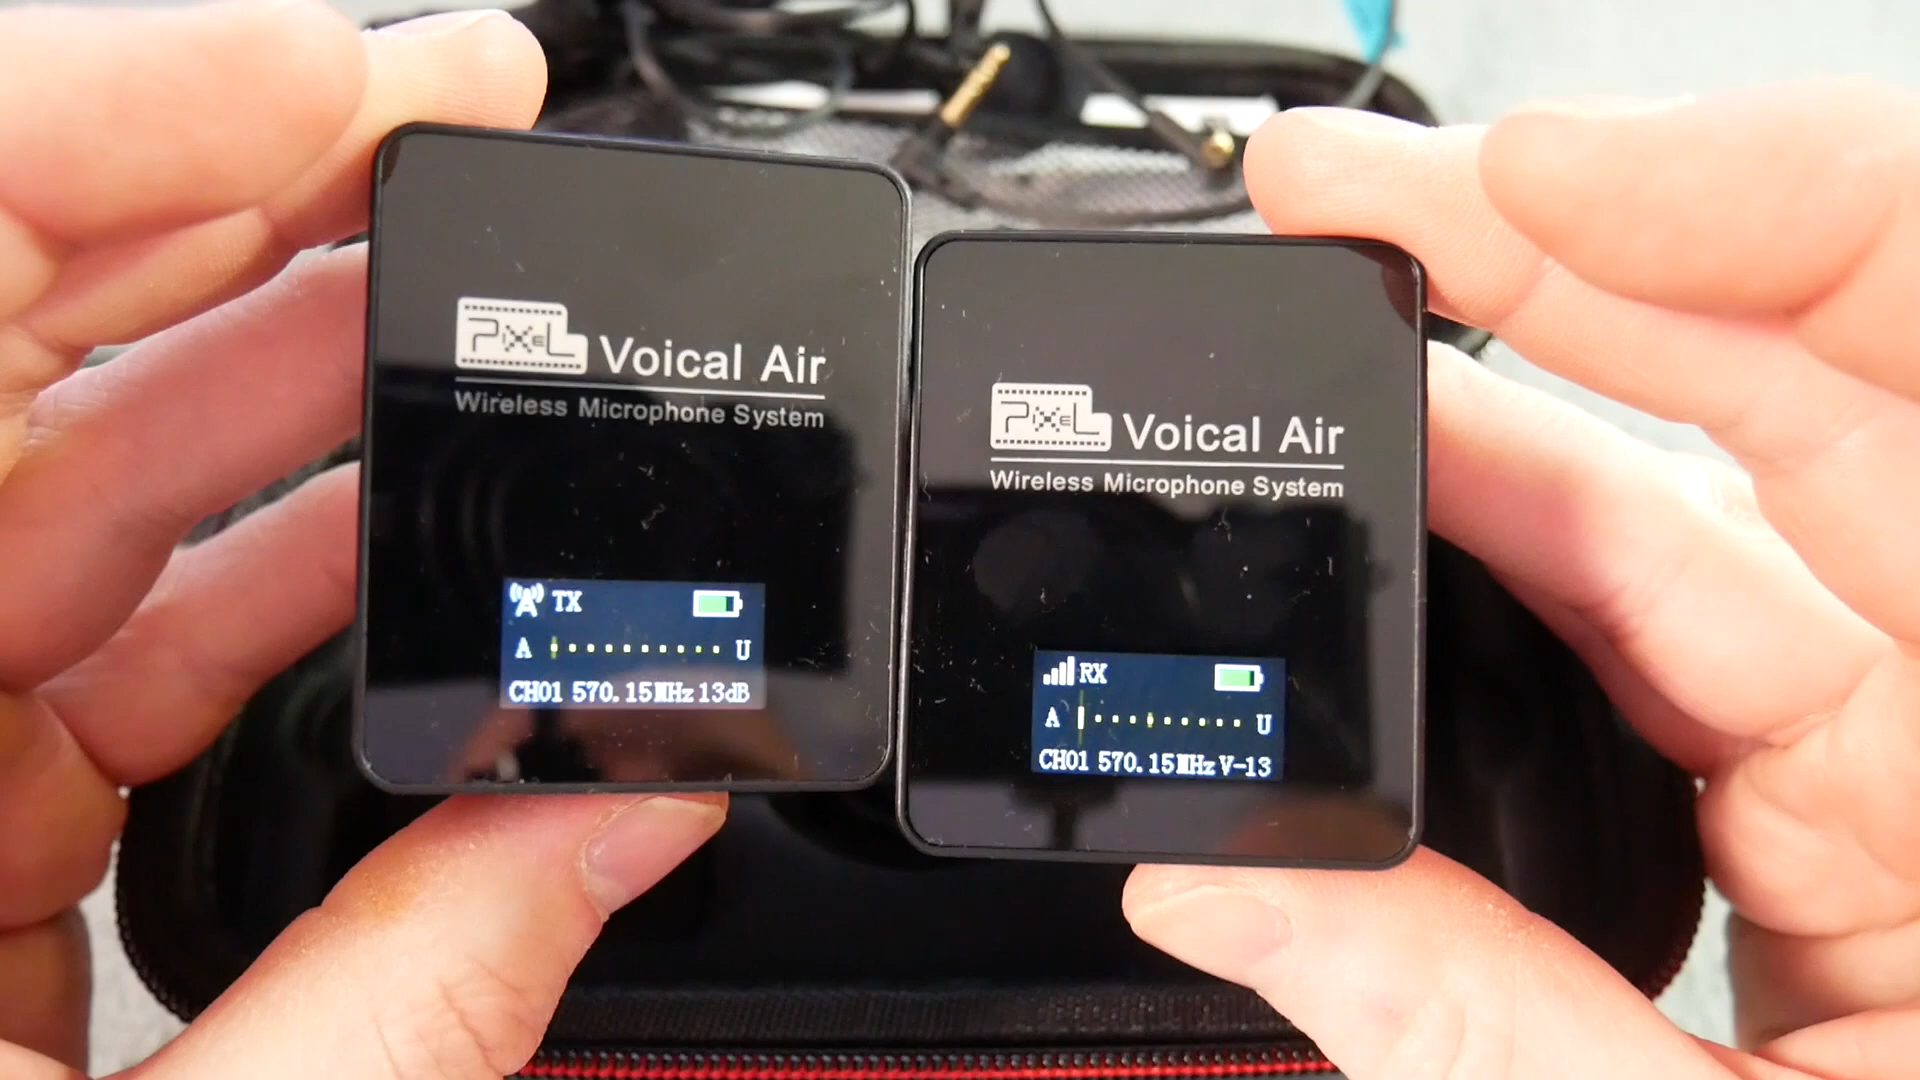 PIXEL Voical Air
Wireless Microphone System
TX
A U
CH01 570.15MHz 13dB
PIXEL Voical Air
Wireless Microphone System
RX
A U
CH01 570.15MHz V-13